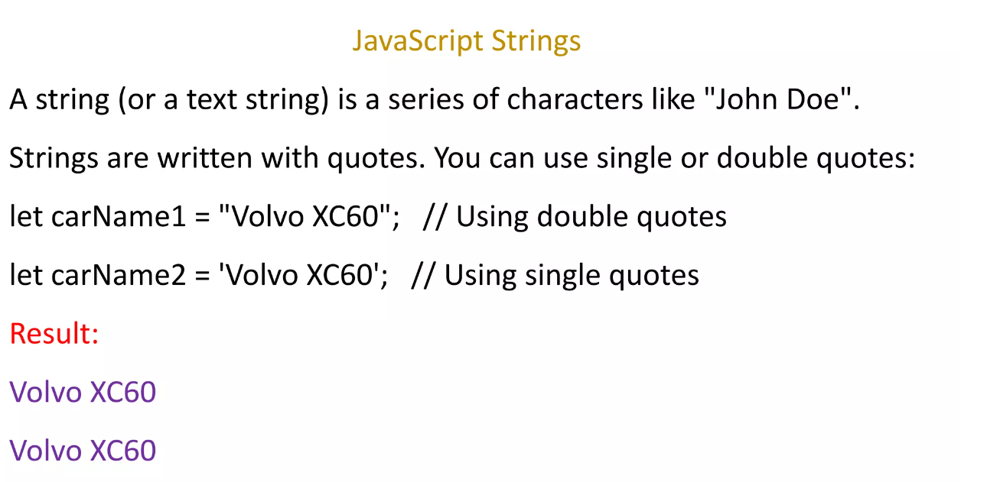 JavaScript Strings
A string (or a text string) is a series of characters like "John Doe".
Strings are written with quotes. You can use single or double quotes:
let carName1 = "Volvo XC60";   // Using double quotes
let carName2 = 'Volvo XC60';   // Using single quotes
Result:
Volvo XC60
Volvo XC60